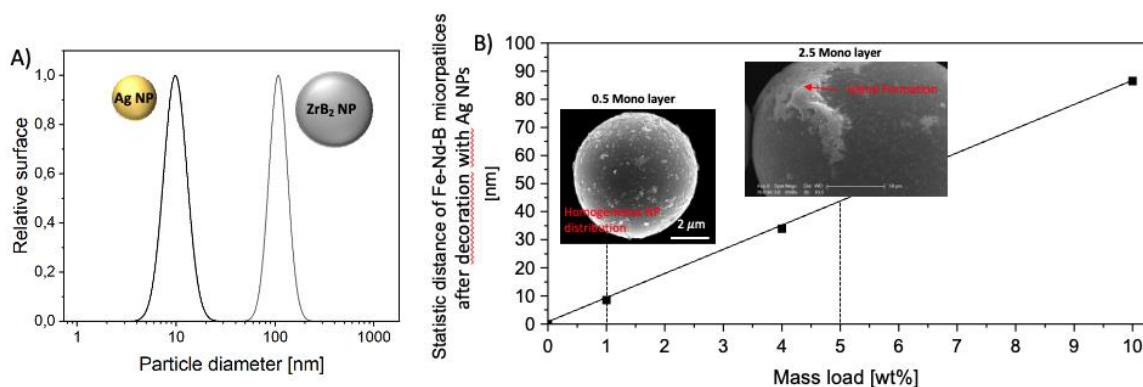 A)
Ag NP
ZrB₂ NP
1,0
0,8
0,6
0,4
0,2
0,0
Relative surface
1
10
100
1000
Particle diameter [nm]
B)
Statistic distance of Fe-Nd-B micorpatilces
after decoration with Ag NPs
[nm]
100
90
80
70
60
50
40
30
20
10
0
0.5 Mono layer
Homogenous NP
distribution
2 µm
2.5 Mono layer
Island Formation
0
1
2
3
4
5
6
7
8
9
10
Mass load [wt%]